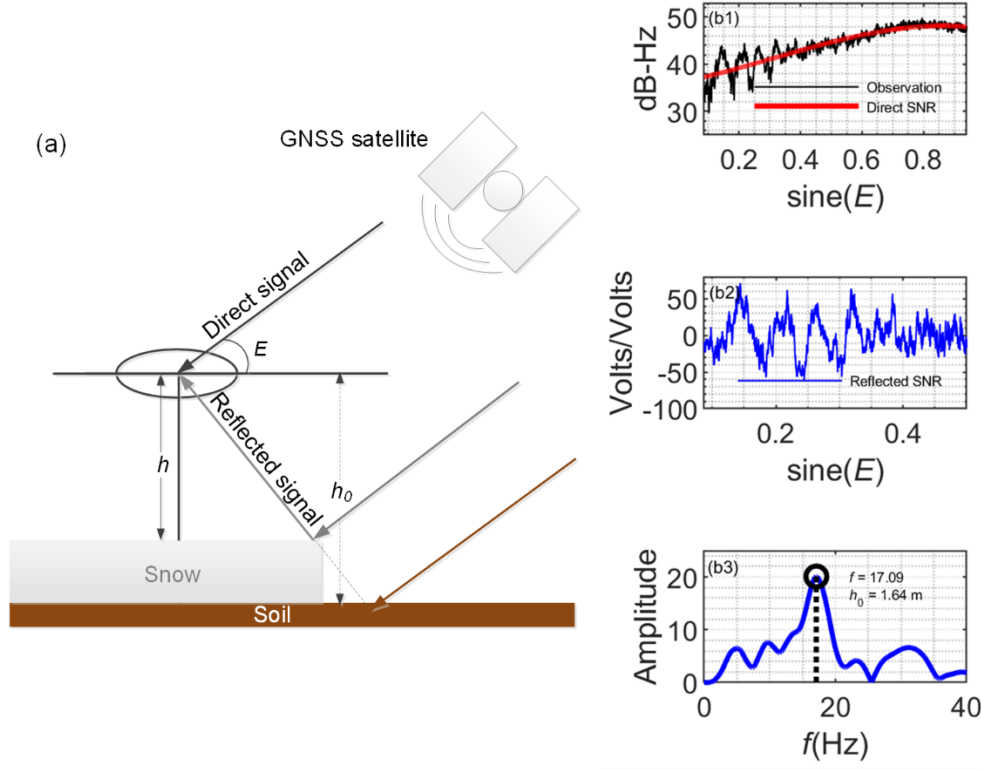 (a)
GNSS satellite
Direct signal
E
Reflected signal
h
h0
Snow
Soil
(b1)
50
40
30
dB-Hz
Observation
Direct SNR
0.2 0.4 0.6 0.8
sine(E)
(b2)
50
0
-50
-100
Volts/Volts
Reflected SNR
0.2 0.4
sine(E)
(b3)
20
10
0
Amplitude
f = 17.09
h0 = 1.64 m
0 20 40
f(Hz)